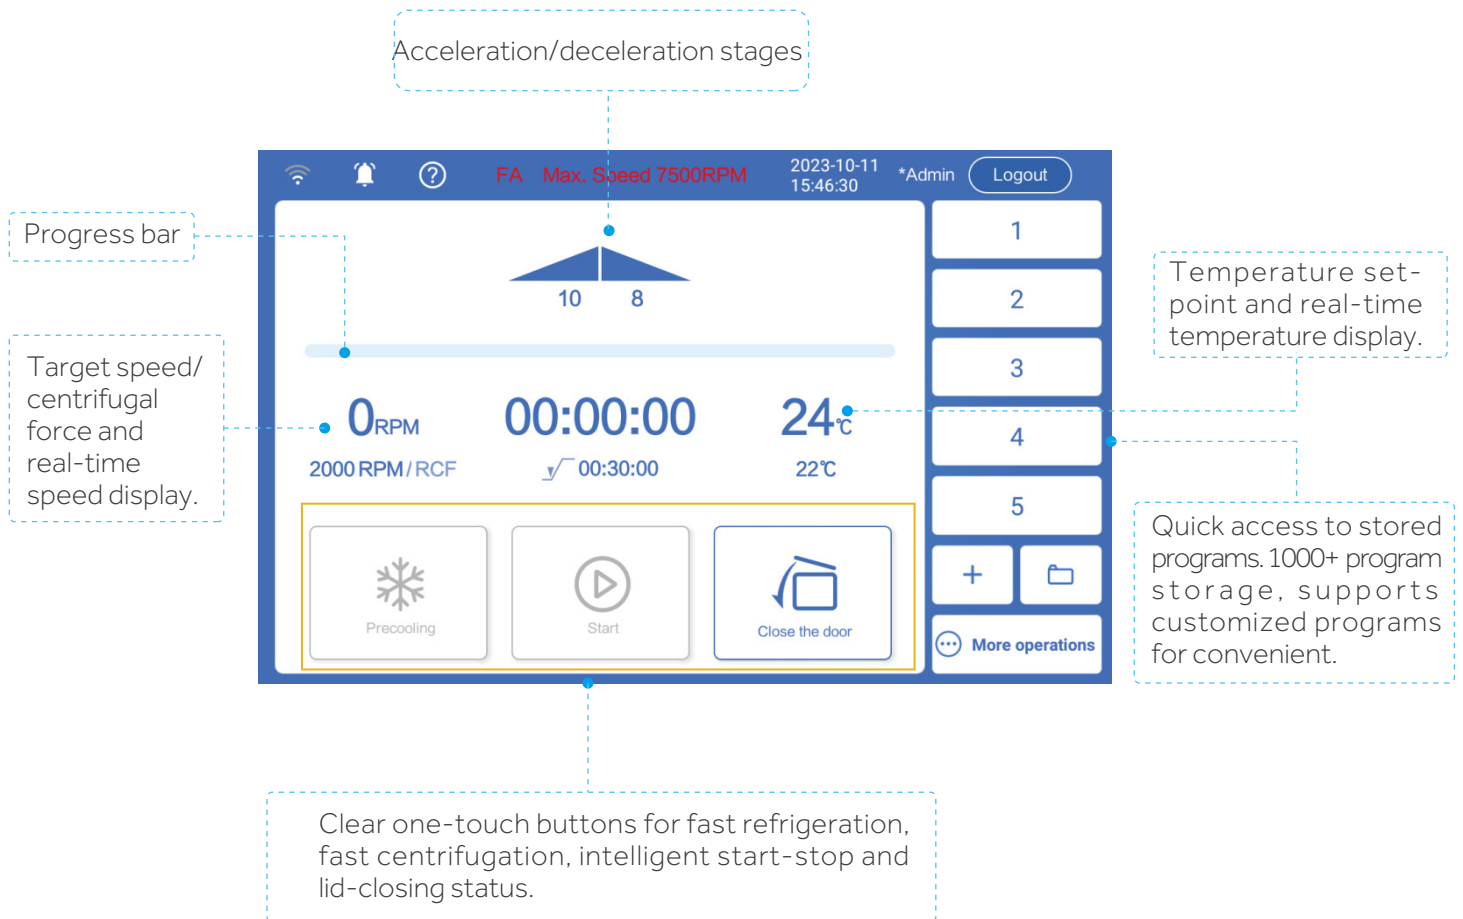 Acceleration/deceleration stages
FA Max. Speed 7500RPM
2023-10-11
15:46:30
*Admin
Logout
Progress bar
10 8
Target speed/
centrifugal
force and
real-time
speed display.
0RPM
2000 RPM/RCF
00:00:00
00:30:00
24℃
22℃
Precooling
Start
Close the door
1
2
3
4
5
+
More operations
Temperature set-
point and real-time
temperature display.
Quick access to stored
programs. 1000+ program
storage, supports
customized programs
for convenient.
Clear one-touch buttons for fast refrigeration,
fast centrifugation, intelligent start-stop and
lid-closing status.